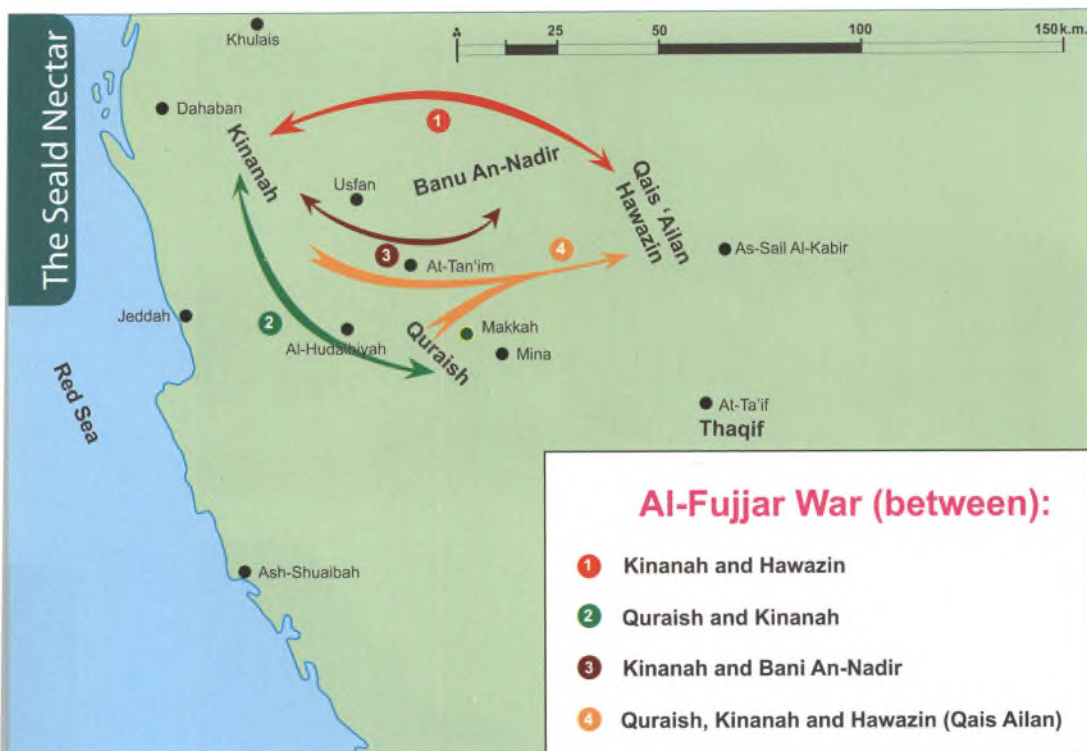 The Seald Nectar
Khulais
0
25
50
100
150 k.m.
Dahaban
1
Kinanah
Banu An-Nadir
Usfan
Qais ‘Ailan
Hawazin
4
As-Sail Al-Kabir
3
At-Tan‘im
Jeddah
2
Al-Hudaibiyah
Quraish
Makkah
Mina
Red Sea
At-Ta’if
Thaqif
Ash-Shuaibah
Al-Fujjar War (between):
1 Kinanah and Hawazin
2 Quraish and Kinanah
3 Kinanah and Bani An-Nadir
4 Quraish, Kinanah and Hawazin (Qais Ailan)